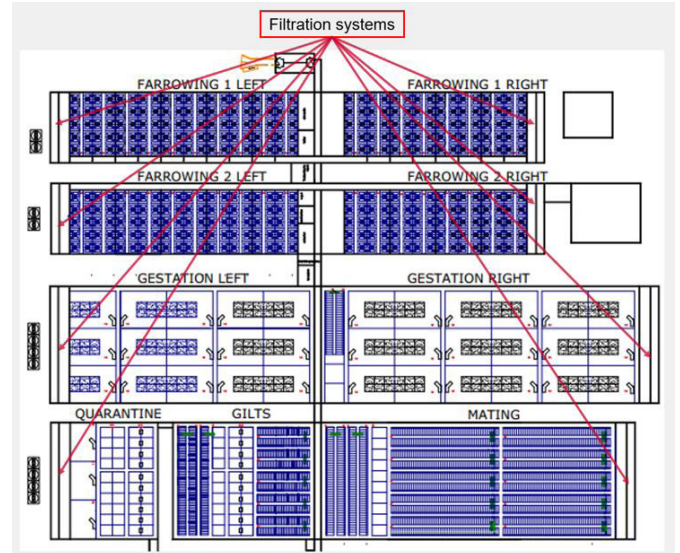 Filtration systems
FARROWING 1 LEFT
FARROWING 1 RIGHT
FARROWING 2 LEFT
FARROWING 2 RIGHT
GESTATION LEFT
GESTATION RIGHT
QUARANTINE
GILTS
MATING